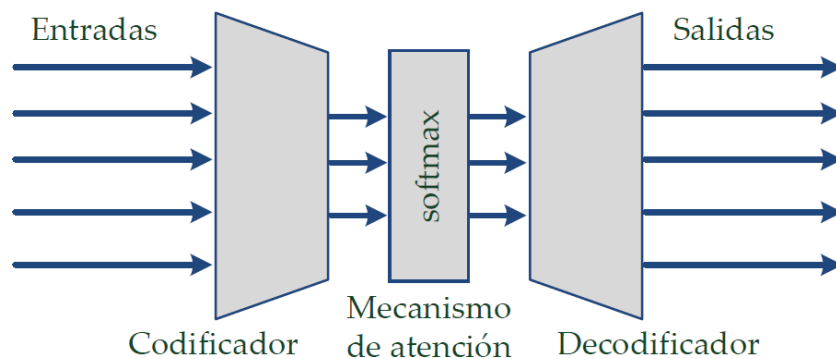 Entradas
Salidas
softmax
Mecanismo
de atención
Codificador
Decodificador